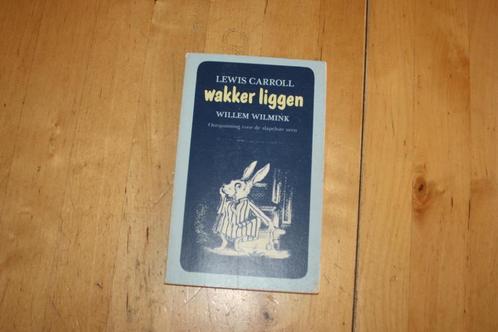 LEWIS CARROLL
wakker liggen
WILLEM WILMINK
Ontspanning voor de slapeloze uren